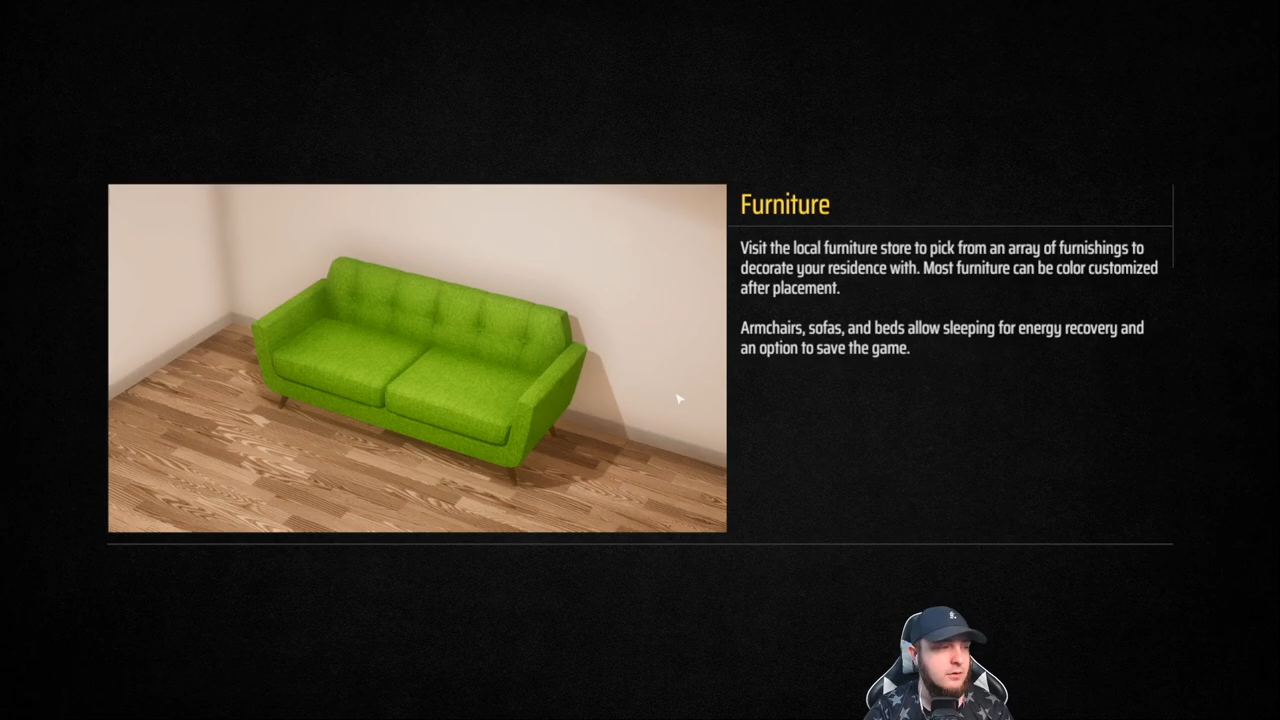 Furniture
Visit the local furniture store to pick from an array of furnishings to
decorate your residence with. Most furniture can be color customized
after placement.
Armchairs, sofas, and beds allow sleeping for energy recovery and
an option to save the game.